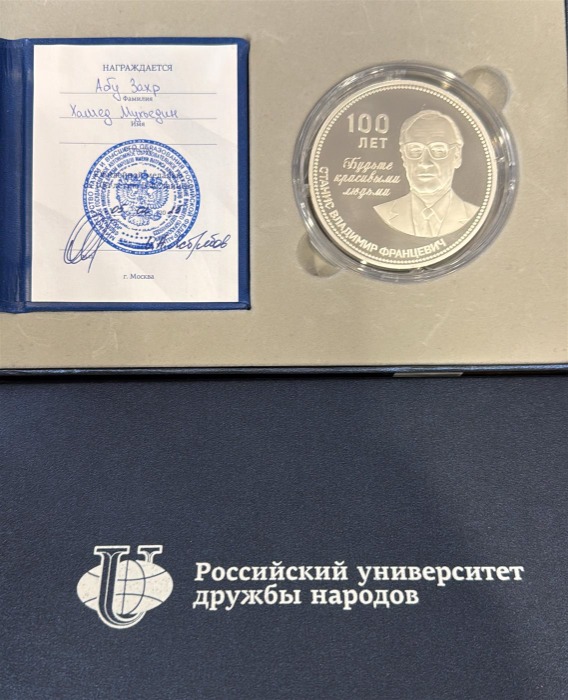 НАГРАЖДАЕТСЯ
Абу Захр
Фамилия
Хамед Мукъедин
Имя
г. Москва
100
ЛЕТ
Будьте
красивыми
людьми
СТАНИС ВЛАДИМИР ФРАНЦЕВИЧ
Российский университет
дружбы народов